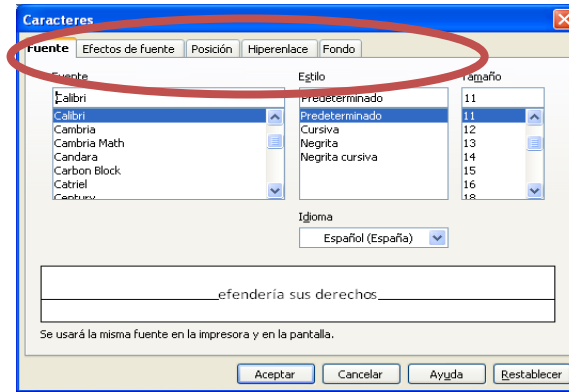 Caracteres
Fuente Efectos de fuente Posición Hiperenlace Fondo
Fuente Estilo Tamaño
Calibri Predeterminado 11
Calibri Predeterminado 11
Cambria Cursiva 12
Cambria Math Negrita 13
Candara Negrita cursiva 14
Carbon Block 15
Catriel 16
Century 18
Idioma
Español (España)
efendería sus derechos
Se usará la misma fuente en la impresora y en la pantalla.
Aceptar Cancelar Ayuda Restablecer